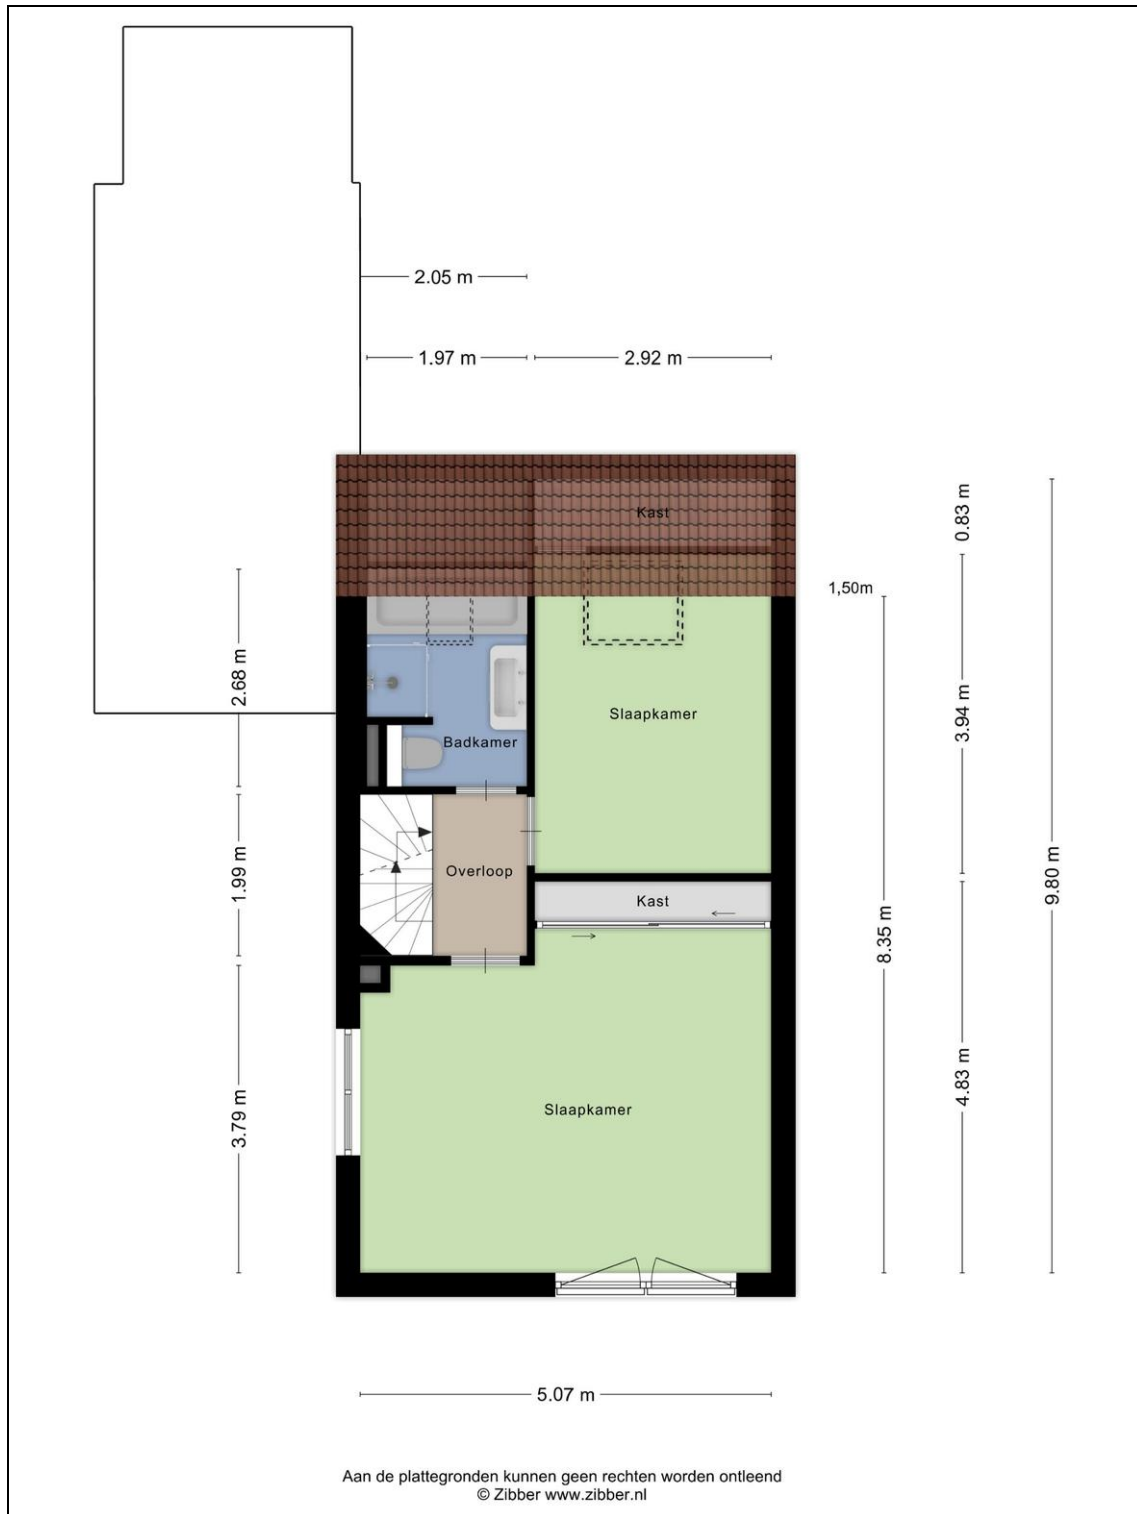 2.05 m
1.97 m
2.92 m
Kast
0.83 m
1,50m
2.68 m
Slaapkamer
3.94 m
Badkamer
1.99 m
Overloop
9.80 m
Kast
8.35 m
4.83 m
3.79 m
Slaapkamer
5.07 m
Aan de plattegronden kunnen geen rechten worden ontleend
© Zibber www.zibber.nl